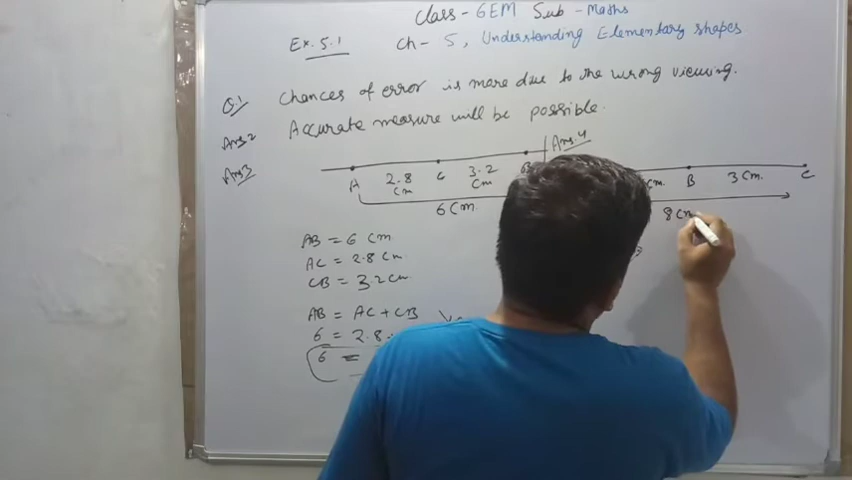 Class - 6EM Sub - Maths
Ex. 5.1 Ch - 5, Understanding Elementary shapes
Q.1 Chances of error is more due to the wrong viewing.
Ans 2 Accurate measure will be possible.
Ans 3
A 2.8 cm C 3.2 cm B
6 cm
Ans. 4
cm. B 3 cm. C
8 cm
AB = 6 cm
AC = 2.8 cm
CB = 3.2 cm
AB = AC + CB
6 = 2.8
6 =